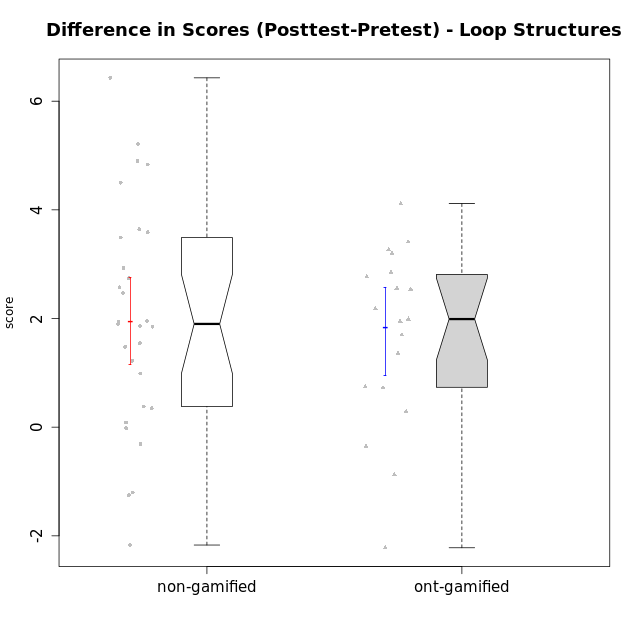 Difference in Scores (Posttest-Pretest) - Loop Structures
score
6
4
2
0
-2
non-gamified
ont-gamified